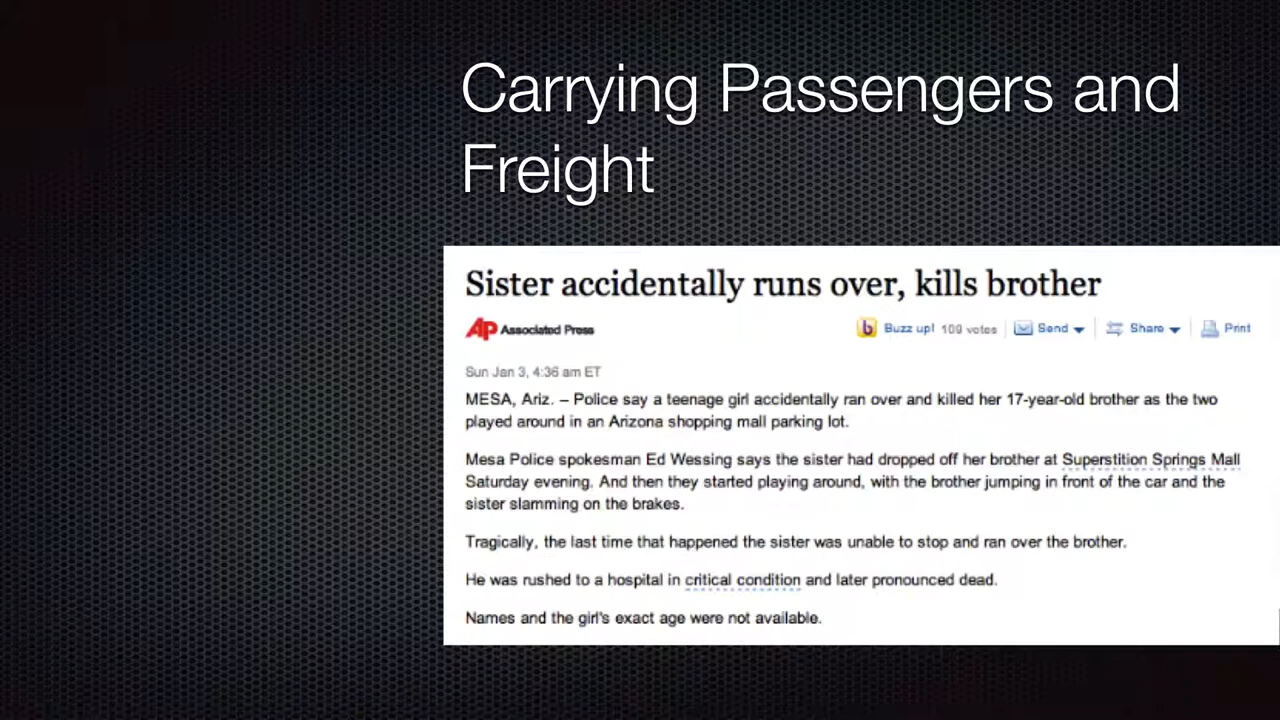 Carrying Passengers and
Freight
Sister accidentally runs over, kills brother
AP Associated Press
Buzz up! 109 votes Send Share Print
Sun Jan 3, 4:36 am ET
MESA, Ariz. – Police say a teenage girl accidentally ran over and killed her 17-year-old brother as the two
played around in an Arizona shopping mall parking lot.
Mesa Police spokesman Ed Wessing says the sister had dropped off her brother at Superstition Springs Mall
Saturday evening. And then they started playing around, with the brother jumping in front of the car and the
sister slamming on the brakes.
Tragically, the last time that happened the sister was unable to stop and ran over the brother.
He was rushed to a hospital in critical condition and later pronounced dead.
Names and the girl's exact age were not available.